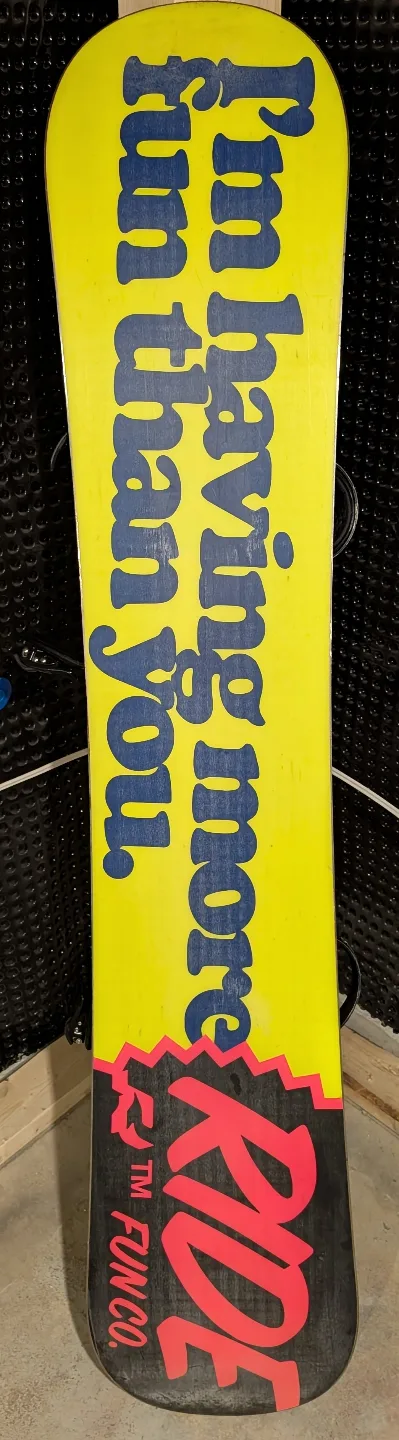 I'm having more
fun than you.
RIDE
™ FUN CO.